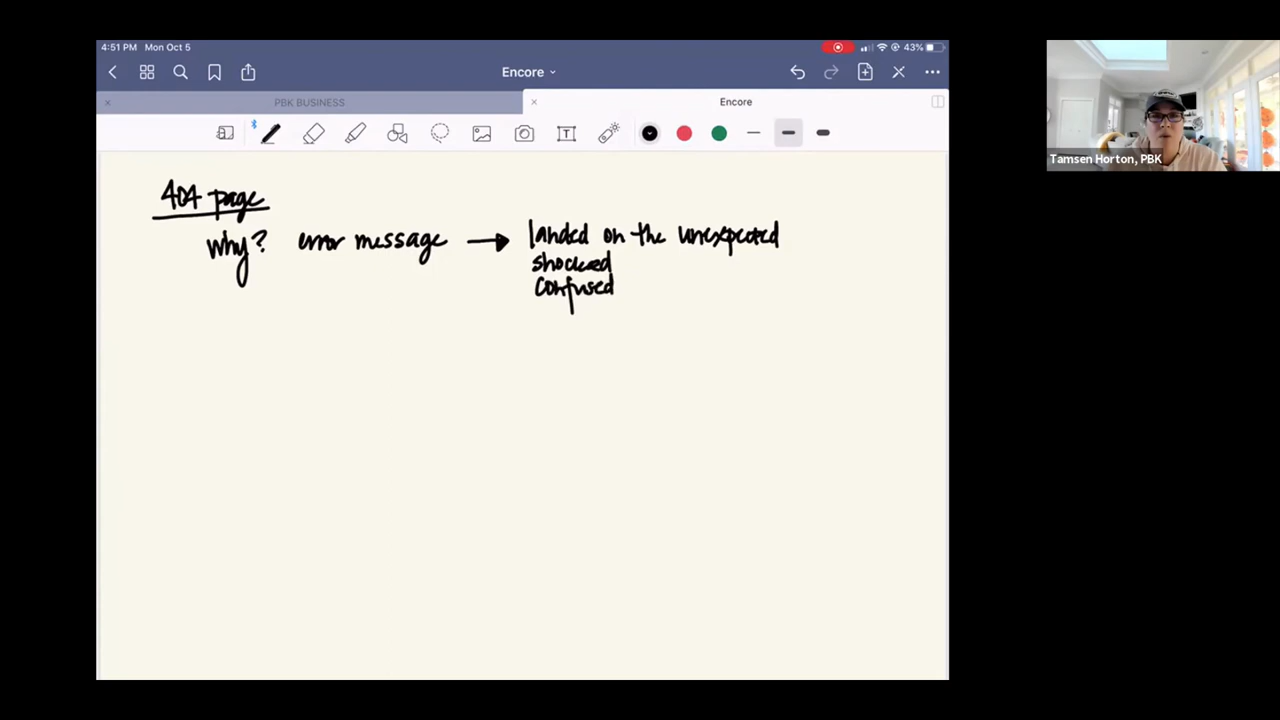 4:51 PM Mon Oct 5
43%
Encore
PBK BUSINESS
Encore
T
Tamsen Horton, PBK
404 page
why? error message → landed on the unexpected
shocked
confused